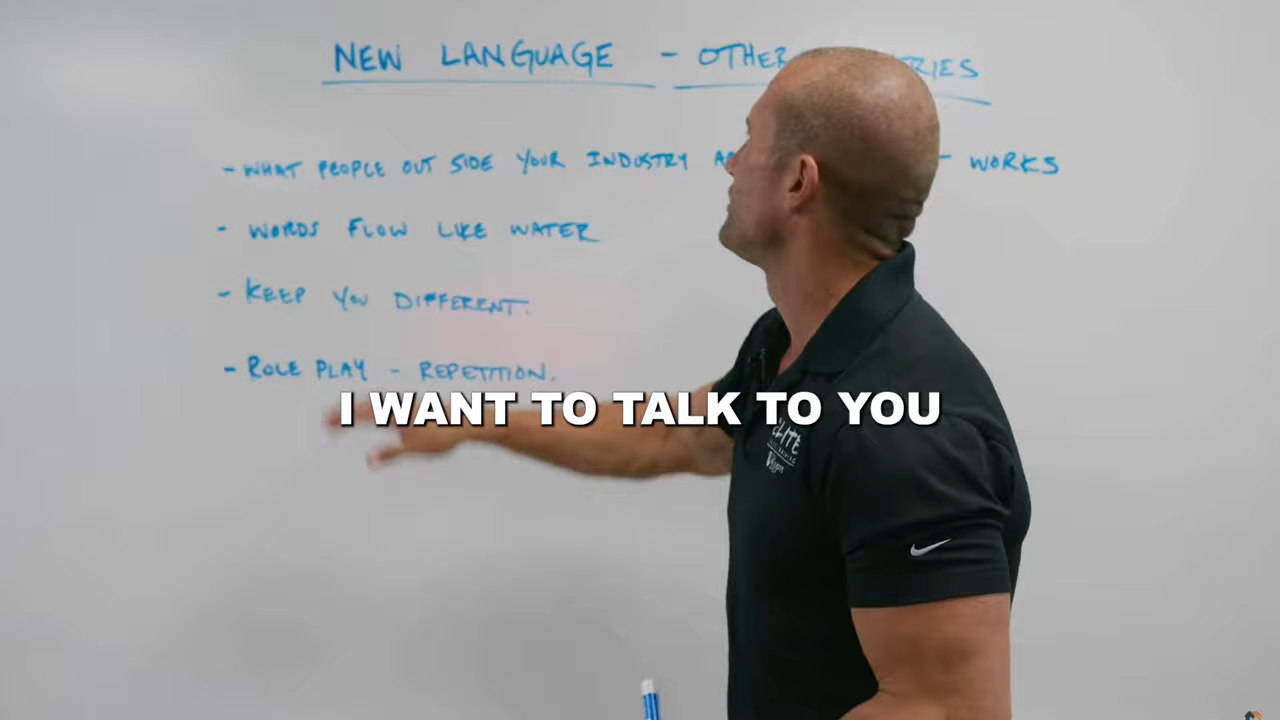 NEW LANGUAGE - OTHER
- WHAT PEOPLE OUT SIDE YOUR INDUSTRY - WORKS
- WORDS FLOW LIKE WATER
- KEEP YOU DIFFERENT.
- ROLE PLAY - REPETITION.
I WANT TO TALK TO YOU
ELITE